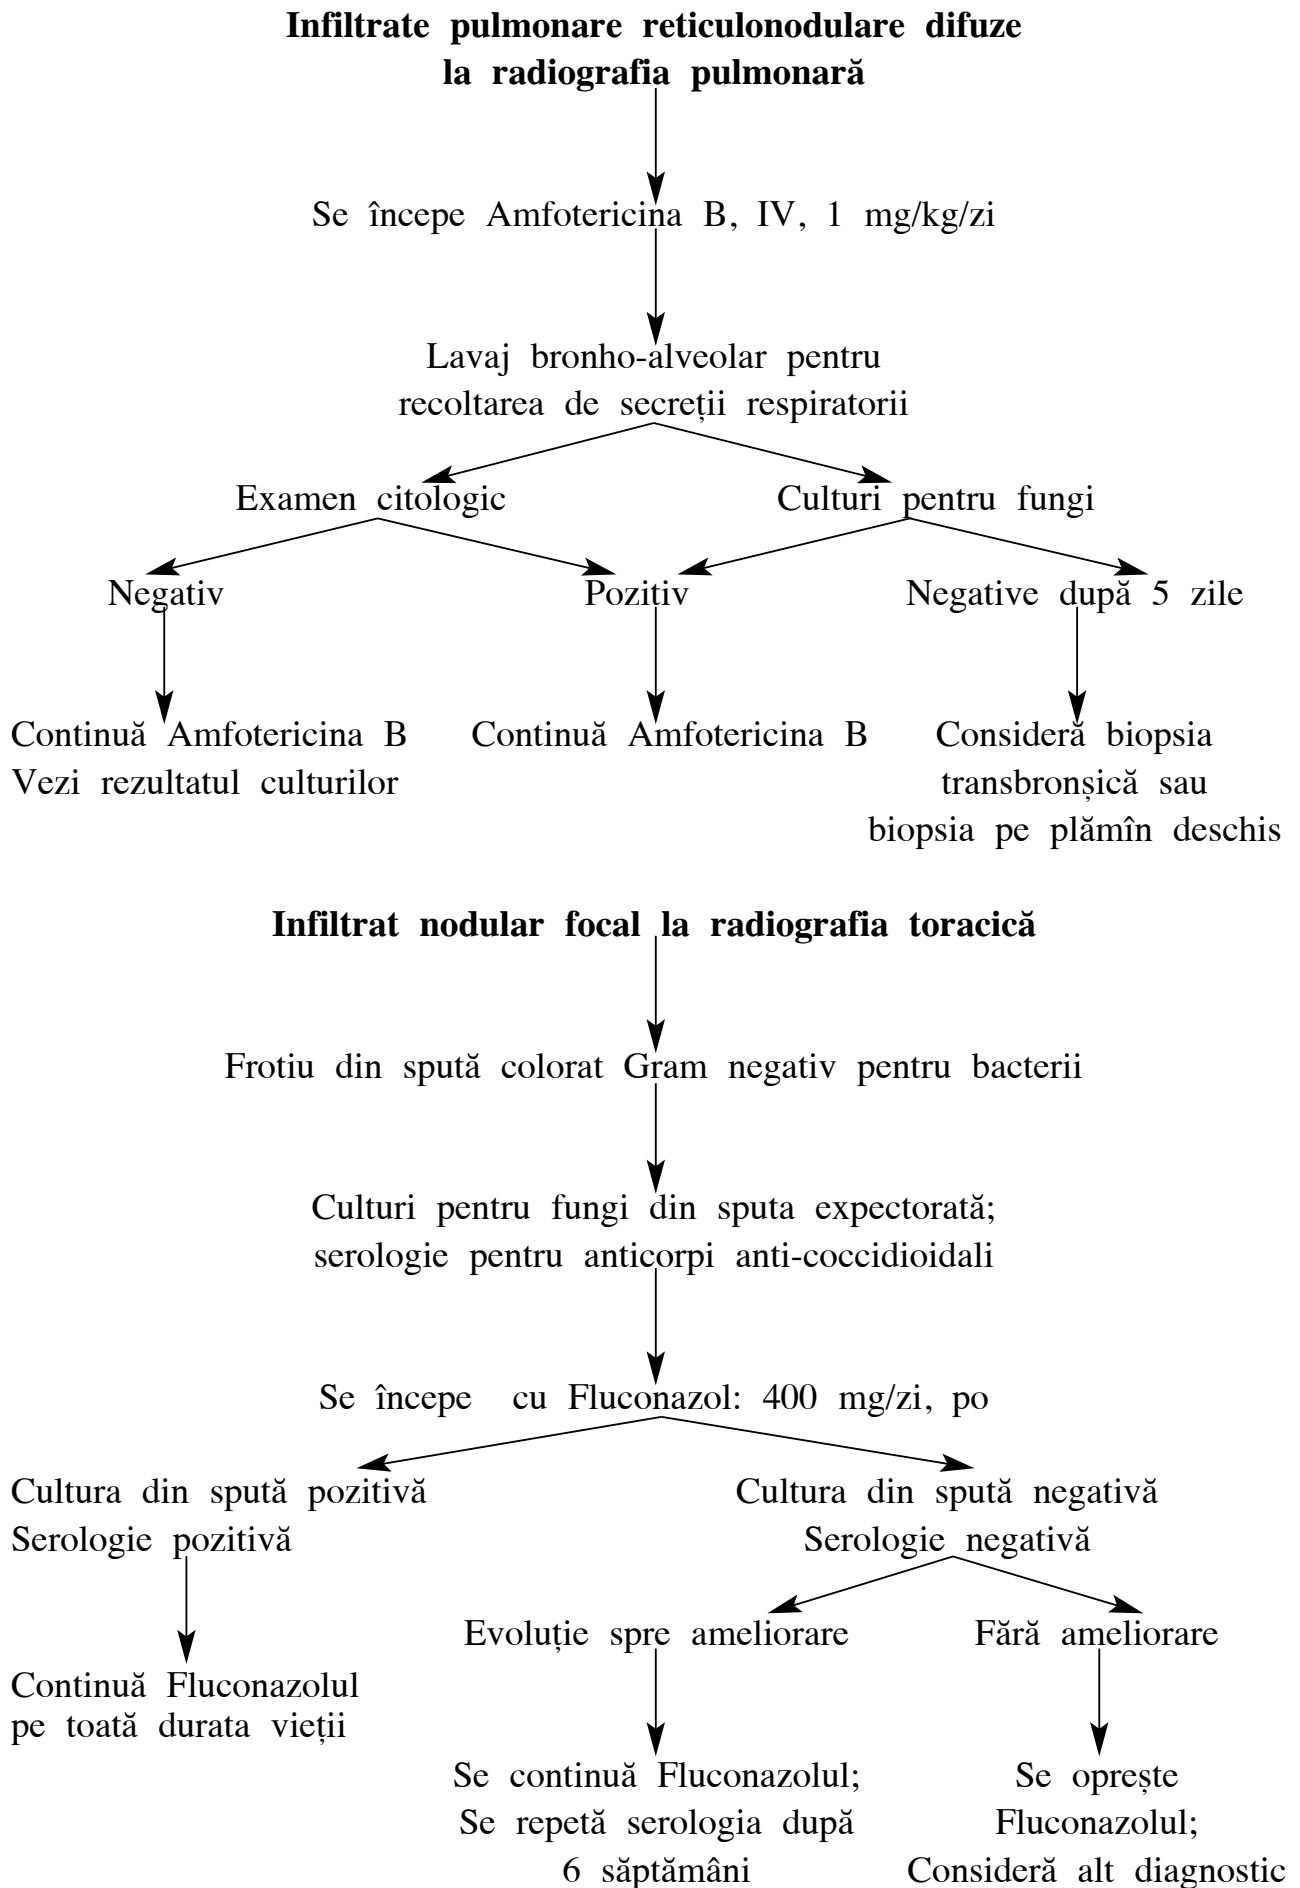 Infiltrate pulmonare reticulonodulare difuze
la radiografia pulmonară
Se începe Amfotericina B, IV, 1 mg/kg/zi
Lavaj bronho-alveolar pentru
recoltarea de secreții respiratorii
Examen citologic
Culturi pentru fungi
Negativ
Pozitiv
Negative după 5 zile
Continuă Amfotericina B
Vezi rezultatul culturilor
Continuă Amfotericina B
Consideră biopsia
transbronșică sau
biopsia pe plămîn deschis
Infiltrat nodular focal la radiografia toracică
Frotiu din spută colorat Gram negativ pentru bacterii
Culturi pentru fungi din sputa expectorată;
serologie pentru anticorpi anti-coccidioidali
Se începe cu Fluconazol: 400 mg/zi, po
Cultura din spută pozitivă
Serologie pozitivă
Cultura din spută negativă
Serologie negativă
Continuă Fluconazolul
pe toată durata vieții
Evoluție spre ameliorare
Fără ameliorare
Se continuă Fluconazolul;
Se repetă serologia după
6 săptămâni
Se oprește
Fluconazolul;
Consideră alt diagnostic